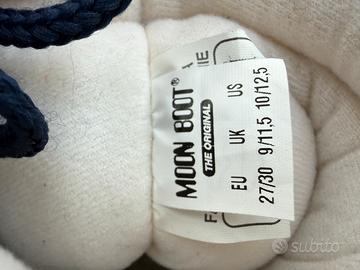 MOON BOOT®
THE ORIGINAL
EU UK US
27/30 9/11,5 10/12,5
subito